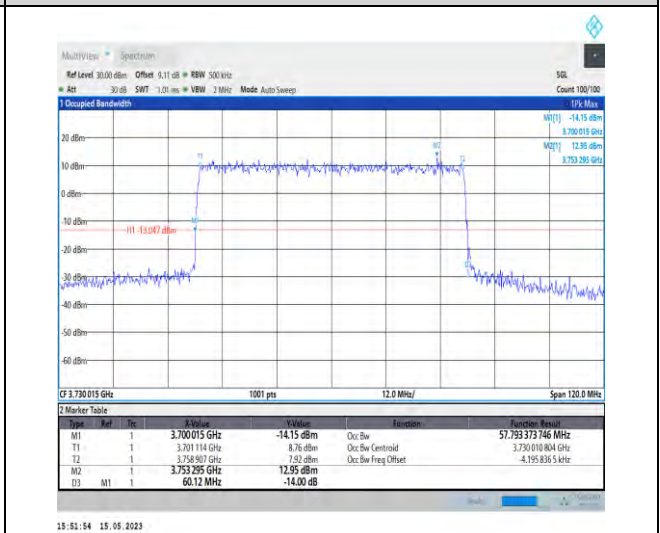 MultiView Spectrum
Ref Level 30.00 dBm Offset 9.11 dB RBW 500 kHz SGL
Att 30 dB SWT 1.01 ms VBW 2 MHz Mode Auto Sweep Count 100/100
1 Occupied Bandwidth 1Pk Max
M1[1] -14.15 dBm
3.700 015 GHz
M2[1] 12.95 dBm
3.753 295 GHz
20 dBm
M2
T1
T2
10 dBm
0 dBm
-10 dBm
H1 -13.047 dBm
-20 dBm
-30 dBm
-40 dBm
-50 dBm
-60 dBm
CF 3.730 015 GHz 1001 pts 12.0 MHz/ Span 120.0 MHz
2 Marker Table
Type Ref Trc X-Value Y-Value Function Function Result
M1 1 3.700 015 GHz -14.15 dBm Occ Bw 57.793 373 746 MHz
T1 1 3.701 114 GHz 8.76 dBm Occ Bw Centroid 3.730 010 804 GHz
T2 1 3.758 907 GHz 7.92 dBm Occ Bw Freq Offset -4.195 836 5 kHz
M2 1 3.753 295 GHz 12.95 dBm
D3 M1 1 60.12 MHz -14.00 dB
15:51:54 15.05.2023